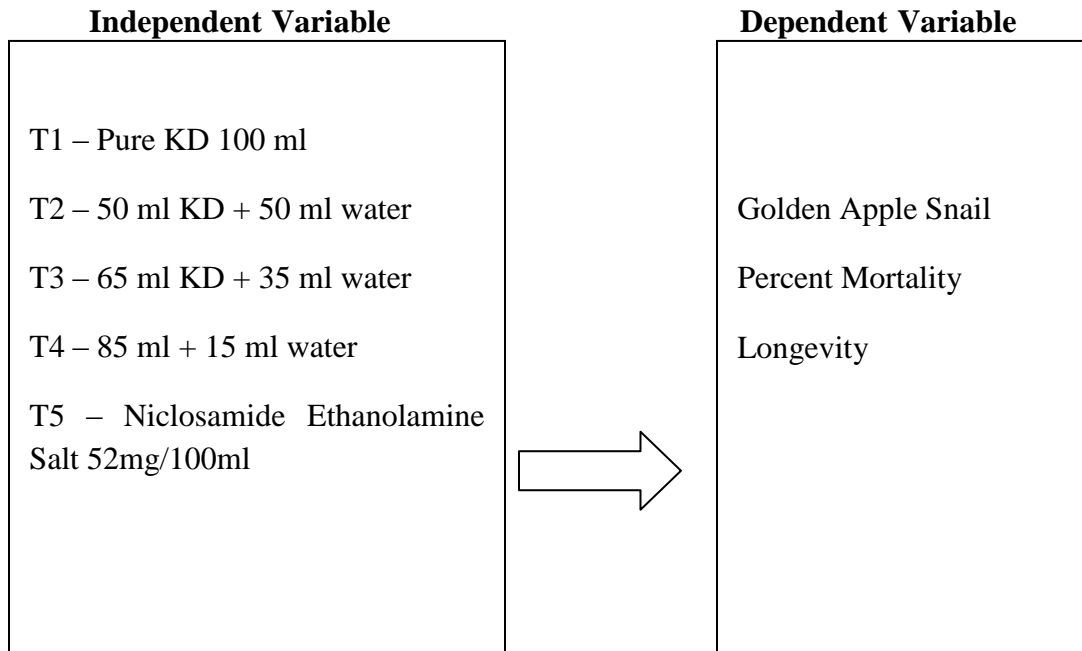 Independent Variable
T1 – Pure KD 100 ml
T2 – 50 ml KD + 50 ml water
T3 – 65 ml KD + 35 ml water
T4 – 85 ml + 15 ml water
T5 – Niclosamide Ethanolamine
Salt 52mg/100ml
Dependent Variable
Golden Apple Snail
Percent Mortality
Longevity